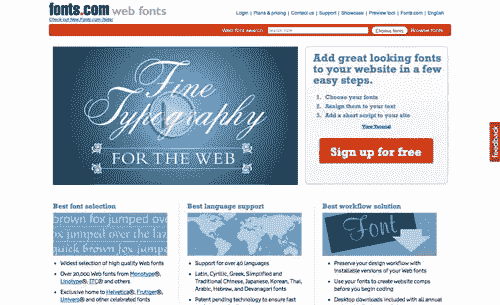 fonts.com web fonts
Check out New Fonts.com (beta)
Login | Plans & pricing | Contact us | Support | Showcase | Preview tool | Fonts.com | English
Web font search Choosing fonts Browse fonts
Fine
Typography
FOR THE WEB
Add great looking fonts
to your website in a few
easy steps.
1. Choose your fonts
2. Assign them to your text
3. Add a short script to your site
View Tutorial
Sign up for free
feedback
Best font selection
brown fox jumped over
fox jumped over the laz
quick brown fox jumped
Widest selection of high quality Web fonts
Over 20,000 Web fonts from Monotype®,
Linotype®, ITC® and others
Exclusive home to Helvetica®, Frutiger®,
Univers® and other celebrated fonts
Best language support
Support for over 40 languages
Latin, Cyrillic, Greek, Simplified and
Traditional Chinese, Japanese, Korean, Thai,
Arabic, Hebrew, and Devanagari fonts
Patent pending technology to ensure fast
Best workflow solution
Font
Preserve your design workflow with
installable versions of your Web fonts
Use your fonts to create website comps
before you begin coding
Desktop downloads included with all annual